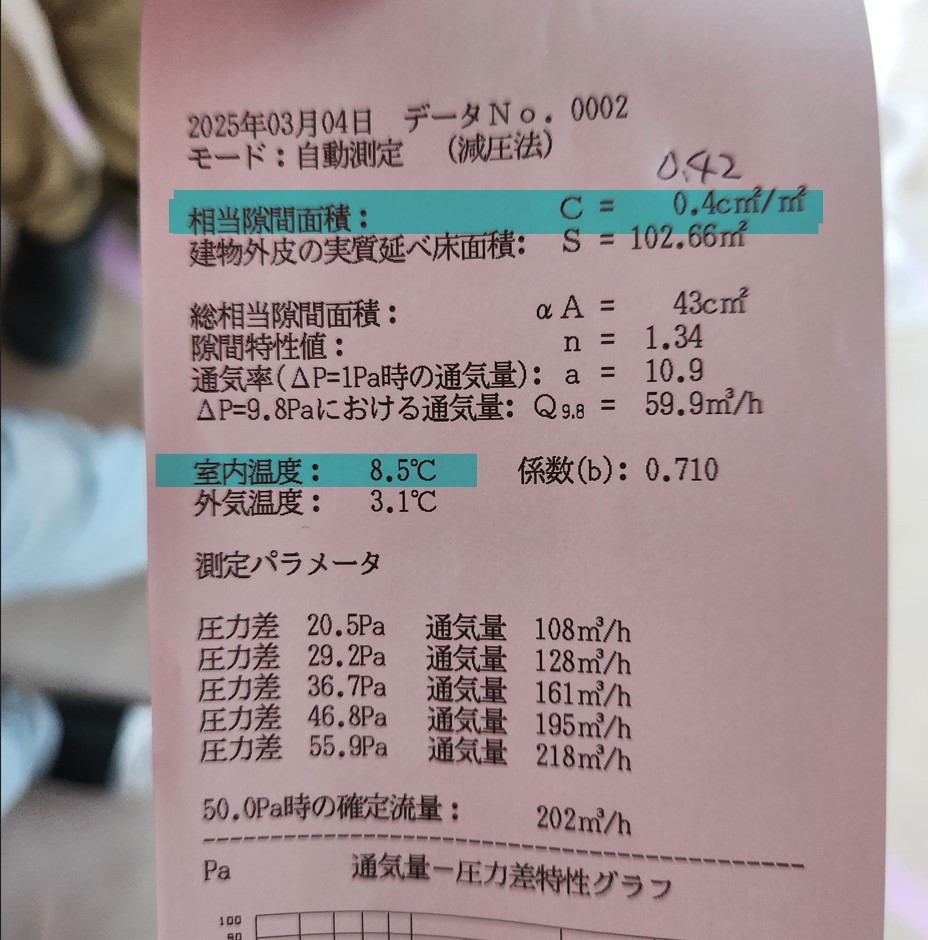 2025年03月04日 データNo. 0002
モード：自動測定 （減圧法）
0.42
相当隙間面積： C = 0.4cm²/m²
建物外皮の実質延べ床面積： S = 102.66m²
総相当隙間面積： αA = 43cm²
隙間特性値： n = 1.34
通気率(ΔP=1Pa時の通気量)： a = 10.9
ΔP=9.8Paにおける通気量： Q9.8 = 59.9m³/h
室内温度： 8.5℃ 係数(b)： 0.710
外気温度： 3.1℃
測定パラメータ
圧力差 20.5Pa 通気量 108m³/h
圧力差 29.2Pa 通気量 128m³/h
圧力差 36.7Pa 通気量 161m³/h
圧力差 46.8Pa 通気量 195m³/h
圧力差 55.9Pa 通気量 218m³/h
50.0Pa時の確定流量： 202m³/h
Pa 通気量－圧力差特性グラフ
100
80